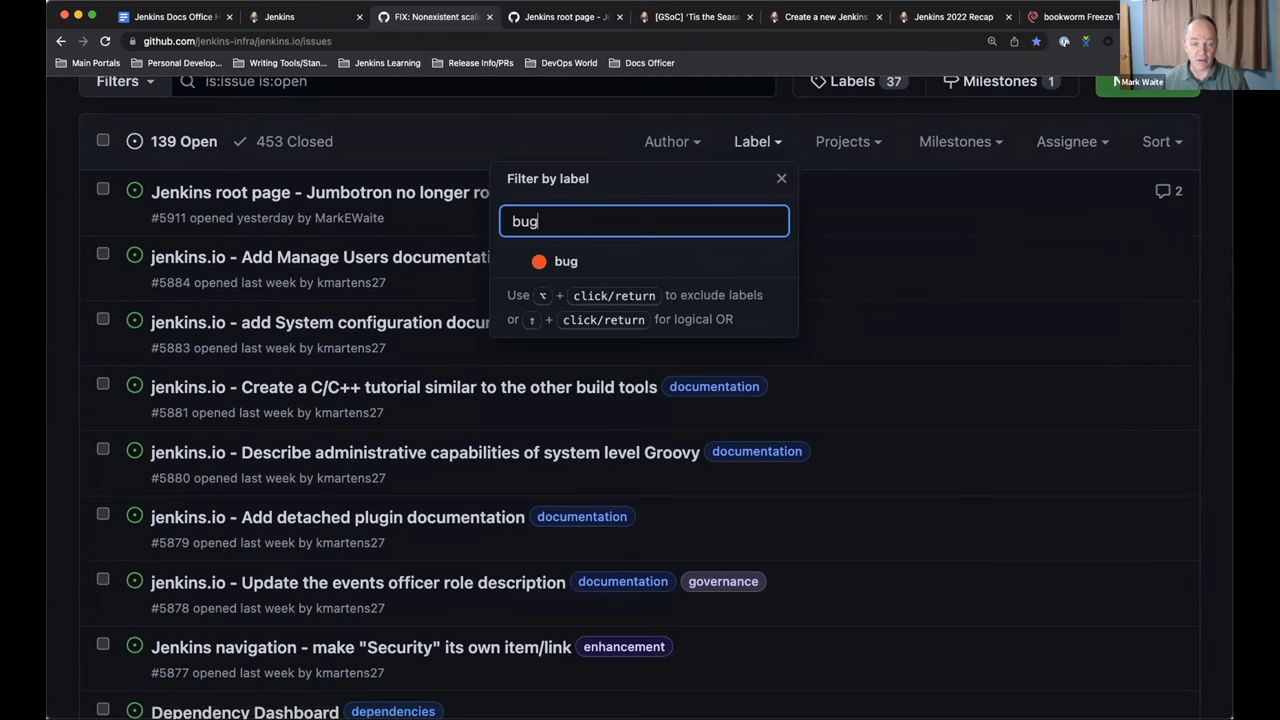 Jenkins Docs Office H
Jenkins
FIX: Nonexistent scali
Jenkins root page - J
[GSoC] 'Tis the Seas
Create a new Jenkins
Jenkins 2022 Recap
bookworm Freeze T
github.com/jenkins-infra/jenkins.io/issues
Main Portals
Personal Develop...
Writing Tools/Stan...
Jenkins Learning
Release Info/PRs
DevOps World
Docs Officer
Mark Waite
Filters
is:issue is:open
Labels 37
Milestones 1
139 Open
453 Closed
Author
Label
Projects
Milestones
Assignee
Sort
Filter by label
bug
bug
Use ⌥ + click/return to exclude labels
or ⇧ + click/return for logical OR
Jenkins root page - Jumbotron no longer ro
2
#5911 opened yesterday by MarkEWaite
jenkins.io - Add Manage Users documentati
#5884 opened last week by kmartens27
jenkins.io - add System configuration docu
#5883 opened last week by kmartens27
jenkins.io - Create a C/C++ tutorial similar to the other build tools documentation
#5881 opened last week by kmartens27
jenkins.io - Describe administrative capabilities of system level Groovy documentation
#5880 opened last week by kmartens27
jenkins.io - Add detached plugin documentation documentation
#5879 opened last week by kmartens27
jenkins.io - Update the events officer role description documentation governance
#5878 opened last week by kmartens27
Jenkins navigation - make "Security" its own item/link enhancement
#5877 opened last week by kmartens27
Dependency Dashboard dependencies